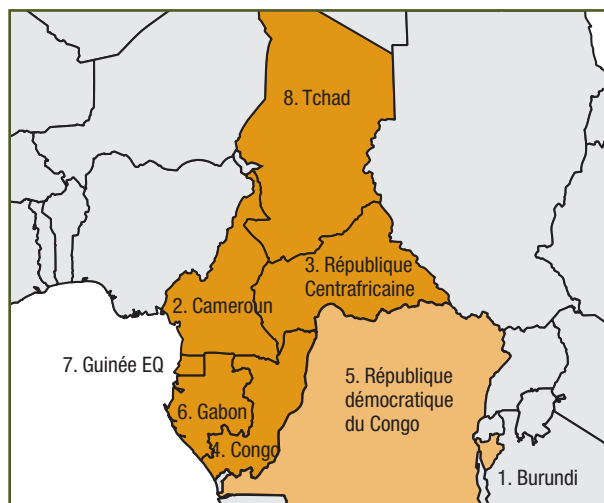 8. Tchad
3. République
Centrafricaine
2. Cameroun
7. Guinée EQ
5. République
démocratique
du Congo
6. Gabon
4. Congo
1. Burundi